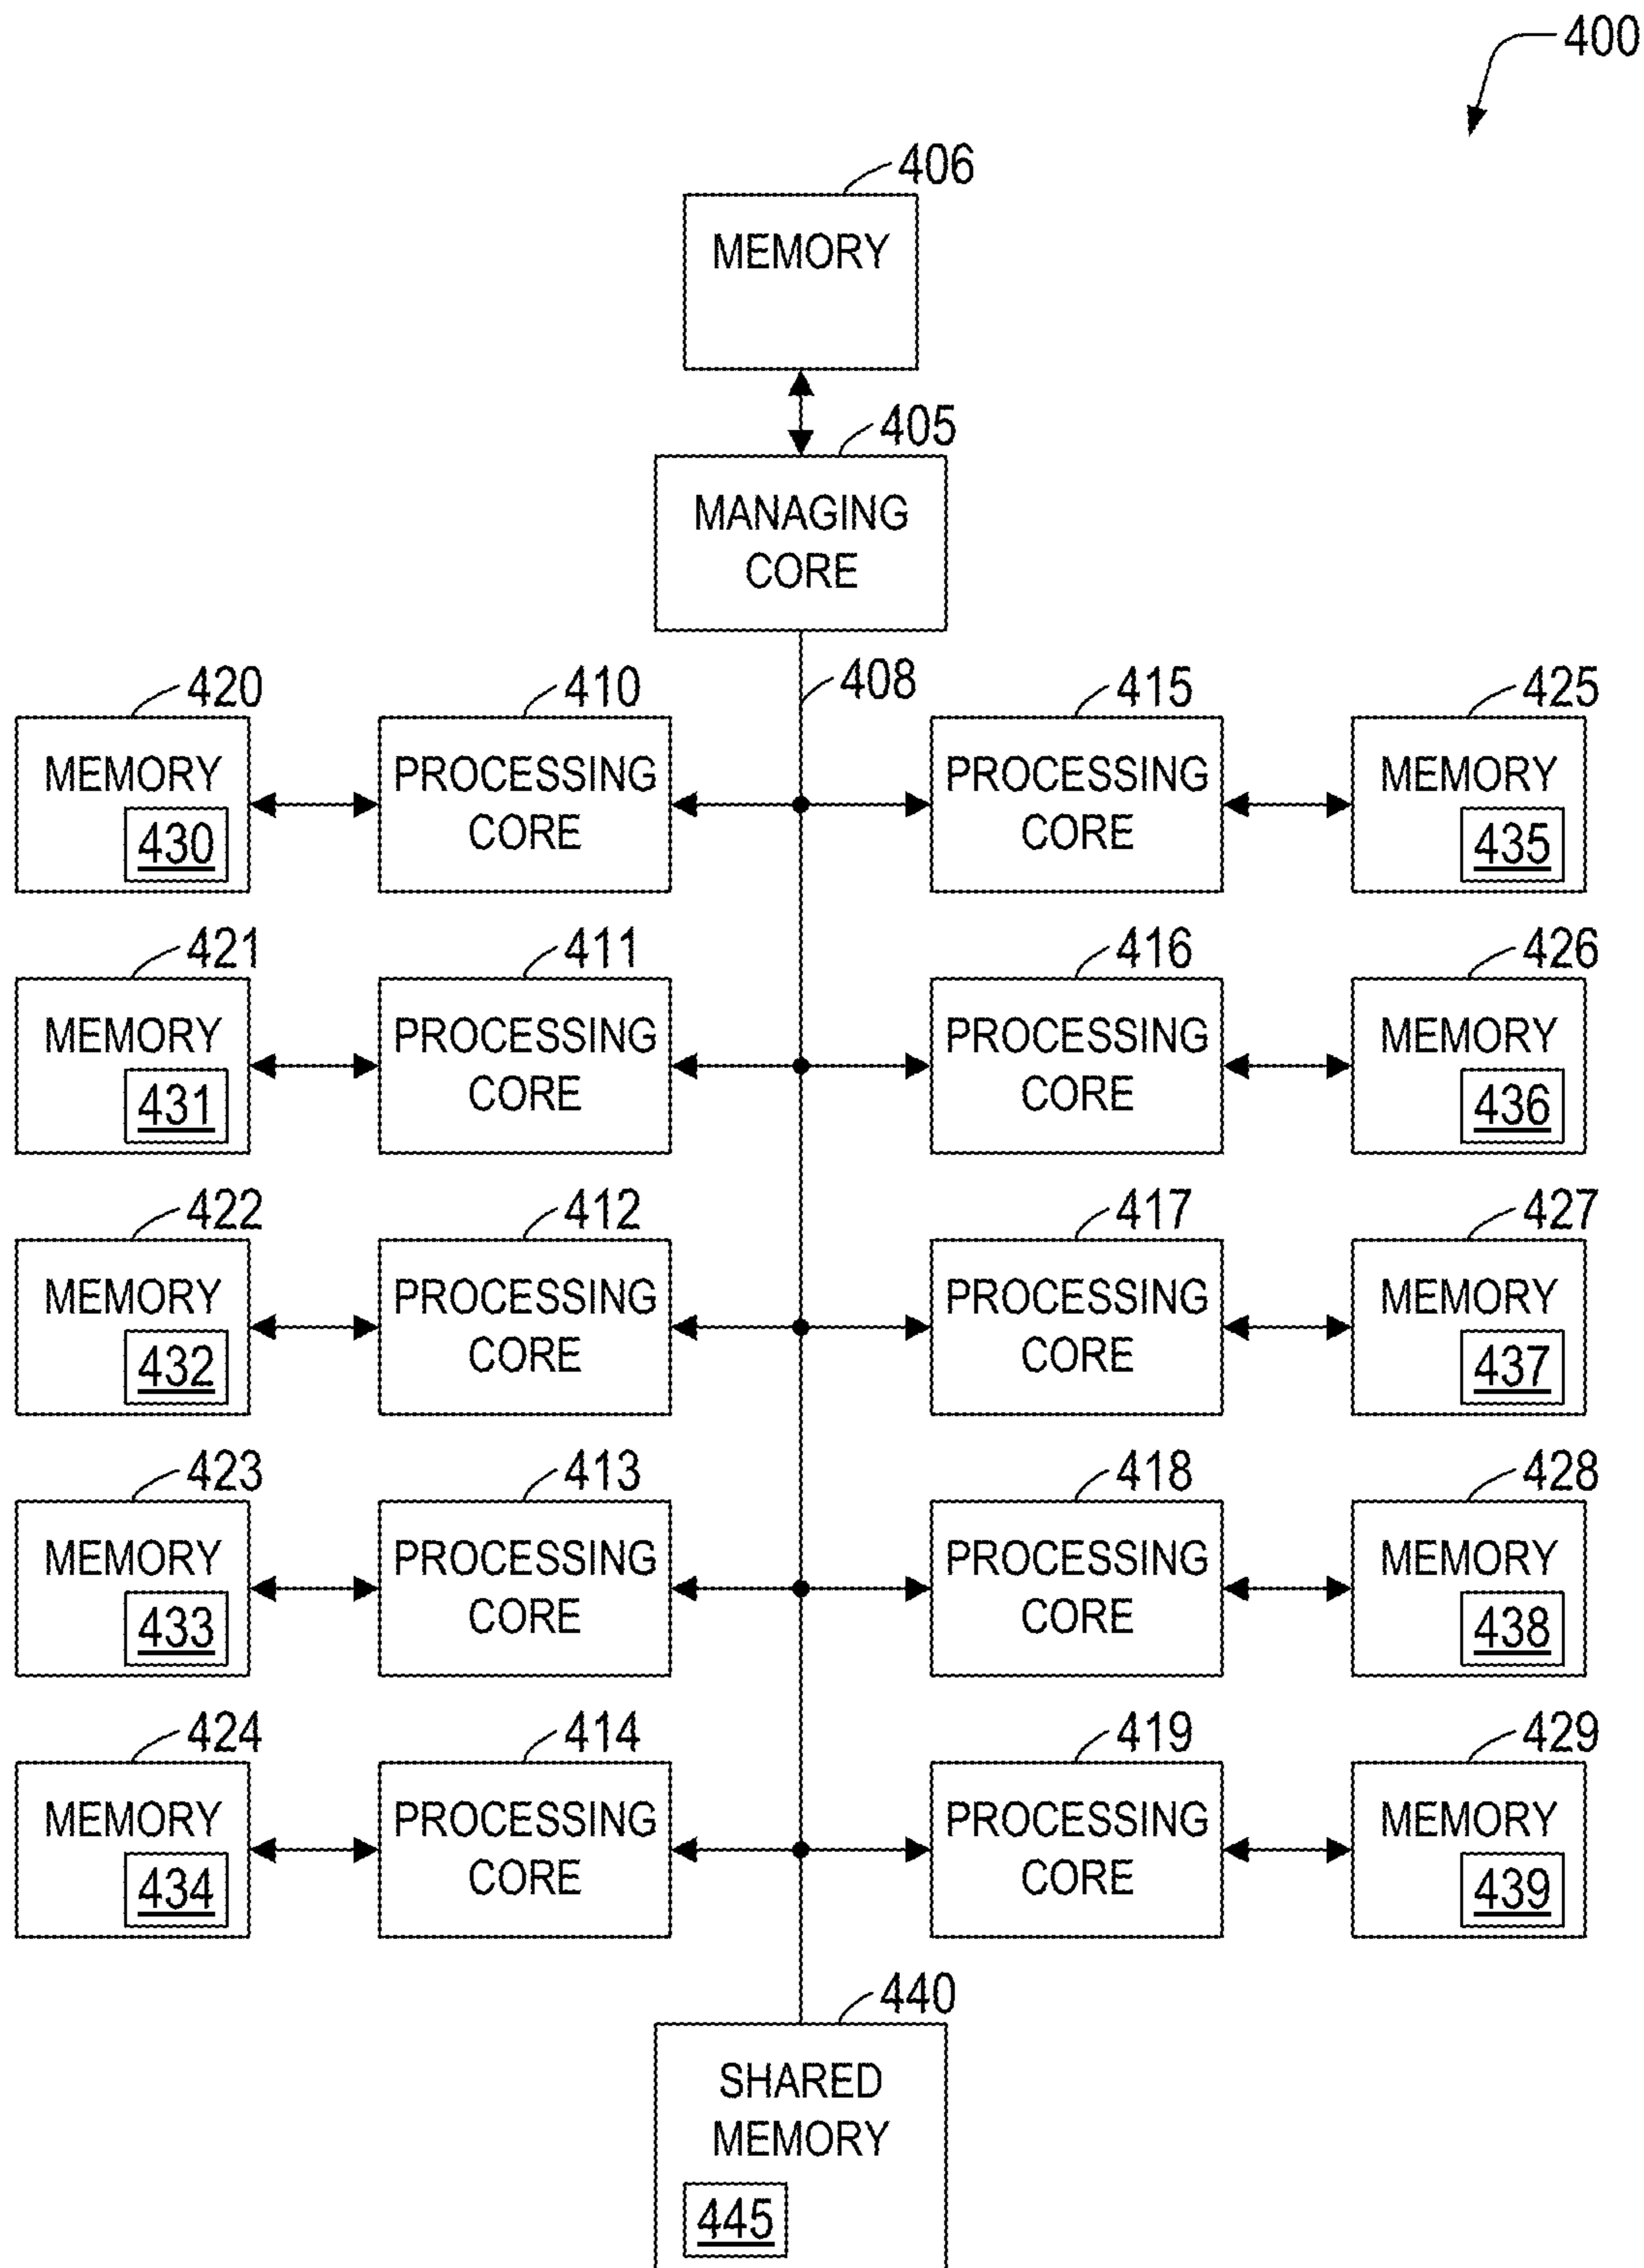 400
406
MEMORY
405
MANAGING
CORE
420 410 408 415 425
MEMORY PROCESSING PROCESSING MEMORY
430 CORE CORE 435
421 411 416 426
MEMORY PROCESSING PROCESSING MEMORY
431 CORE CORE 436
422 412 417 427
MEMORY PROCESSING PROCESSING MEMORY
432 CORE CORE 437
423 413 418 428
MEMORY PROCESSING PROCESSING MEMORY
433 CORE CORE 438
424 414 419 429
MEMORY PROCESSING PROCESSING MEMORY
434 CORE CORE 439
440
SHARED
MEMORY
445